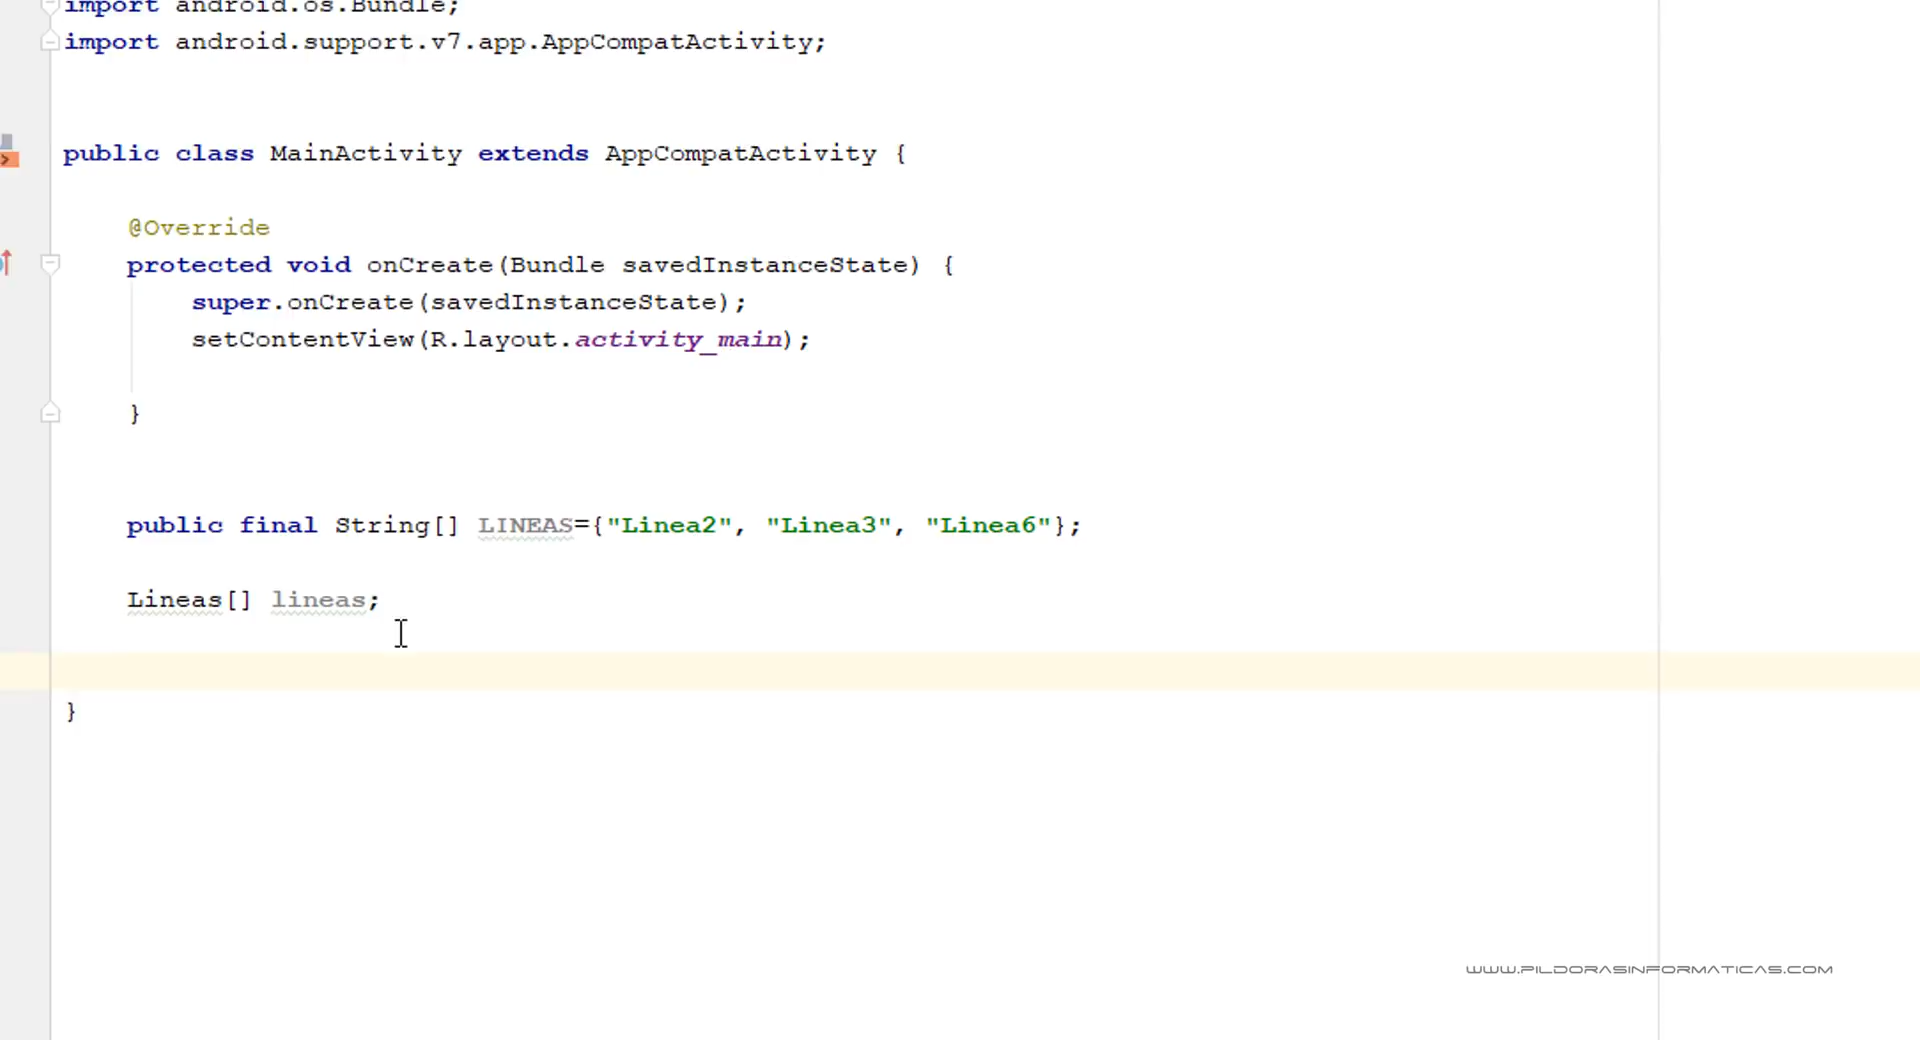 import android.os.Bundle;
import android.support.v7.app.AppCompatActivity;
public class MainActivity extends AppCompatActivity {
@Override
protected void onCreate(Bundle savedInstanceState) {
super.onCreate(savedInstanceState);
setContentView(R.layout.activity_main);
}
public final String[] LINEAS={"Linea2", "Linea3", "Linea6"};
Lineas[] lineas;
}
WWW.PILDORASINFORMATICAS.COM